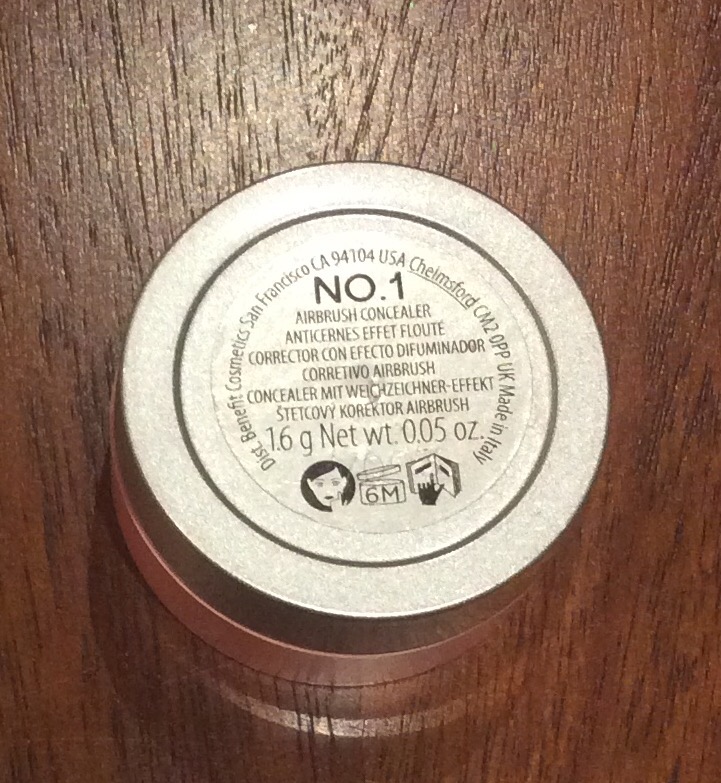 Dist. Benefit Cosmetics San Francisco CA 94104 USA Chelmsford CM2 0PP UK Made in Italy
NO.1
AIRBRUSH CONCEALER
ANTICERNES EFFET FLOUTÉ
CORRECTOR CON EFECTO DIFUMINADOR
CORRETIVO AIRBRUSH
CONCEALER MIT WEICHZEICHNER-EFFEKT
ŠTETCOVÝ KOREKTOR AIRBRUSH
1.6 g Net wt. 0.05 oz.
6M